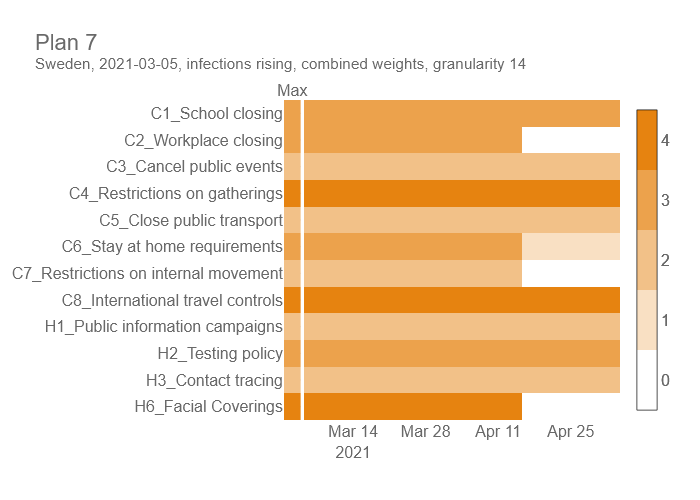 Plan 7
Sweden, 2021-03-05, infections rising, combined weights, granularity 14
Max
C1_School closing
C2_Workplace closing
C3_Cancel public events
C4_Restrictions on gatherings
C5_Close public transport
C6_Stay at home requirements
C7_Restrictions on internal movement
C8_International travel controls
H1_Public information campaigns
H2_Testing policy
H3_Contact tracing
H6_Facial Coverings
Mar 14 Mar 28 Apr 11 Apr 25
2021
4
3
2
1
0